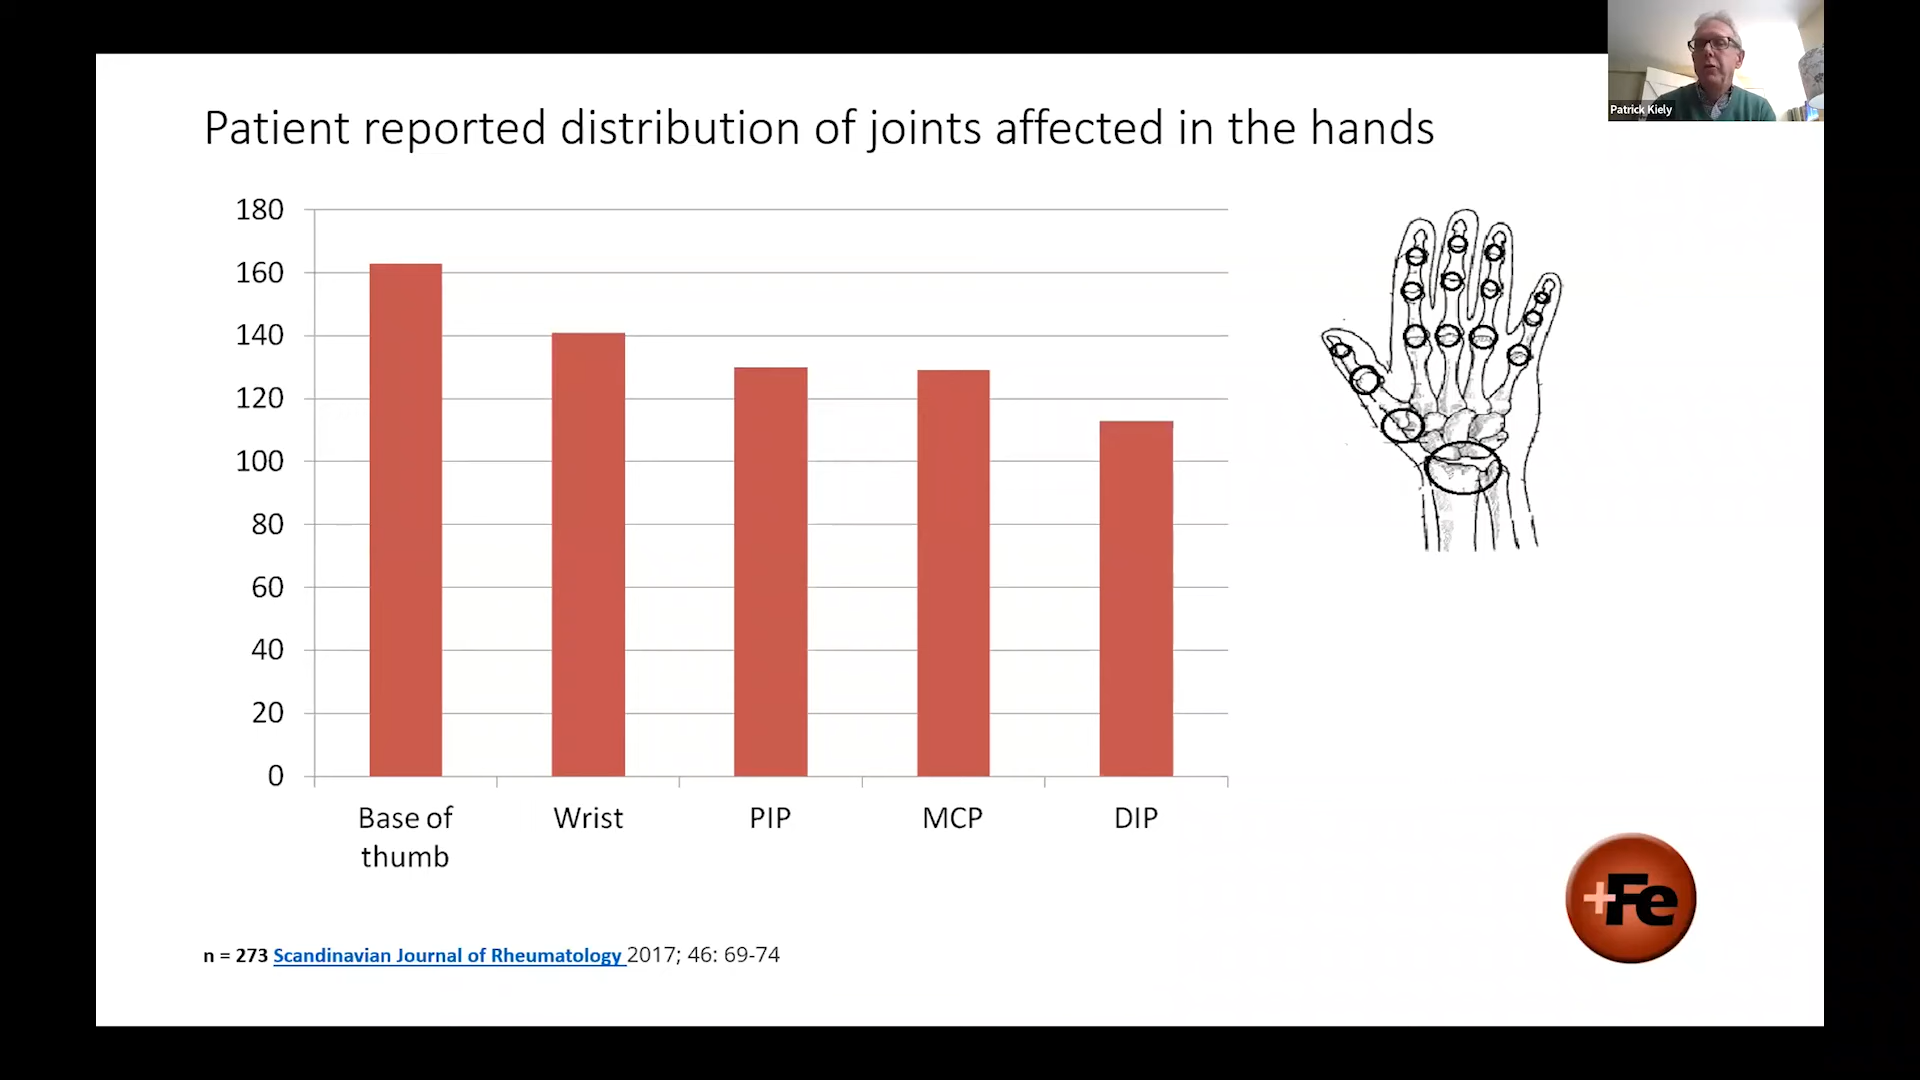 Patrick Kiely
Patient reported distribution of joints affected in the hands
180
160
140
120
100
80
60
40
20
0
Base of
thumb
Wrist
PIP
MCP
DIP
+Fe
n = 273 Scandinavian Journal of Rheumatology 2017; 46: 69-74